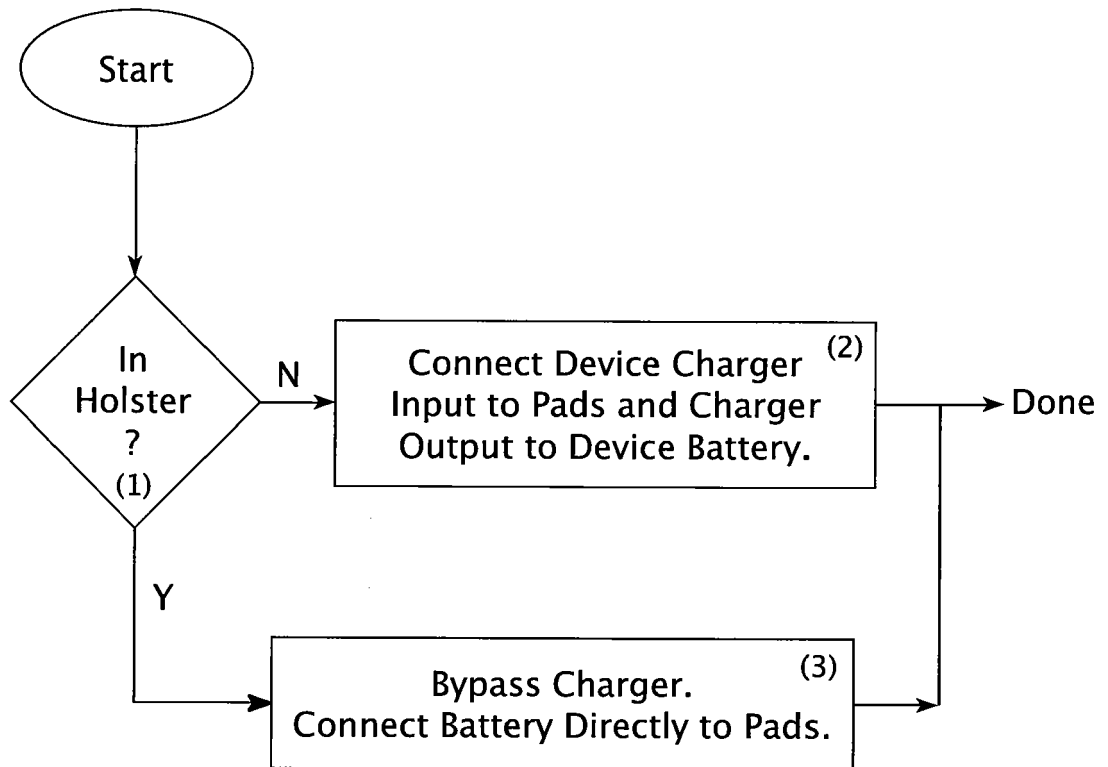 Start
In
Holster
?
(1)
N
(2)
Connect Device Charger
Input to Pads and Charger
Output to Device Battery.
Done
Y
(3)
Bypass Charger.
Connect Battery Directly to Pads.